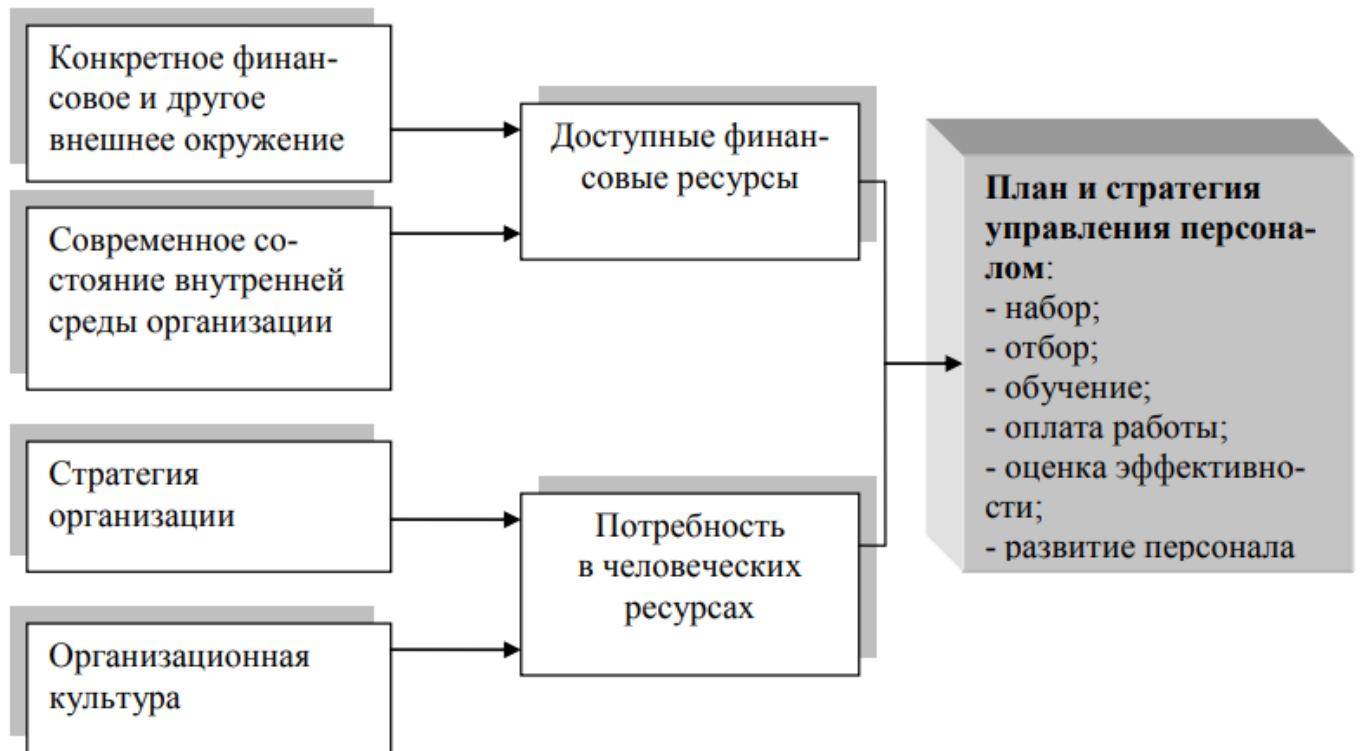 Конкретное финан-
совое и другое
внешнее окружение
Современное со-
стояние внутренней
среды организации
Стратегия
организации
Организационная
культура
Доступные финан-
совые ресурсы
Потребность
в человеческих
ресурсах
План и стратегия
управления персона-
лом:
- набор;
- отбор;
- обучение;
- оплата работы;
- оценка эффективно-
сти;
- развитие персонала